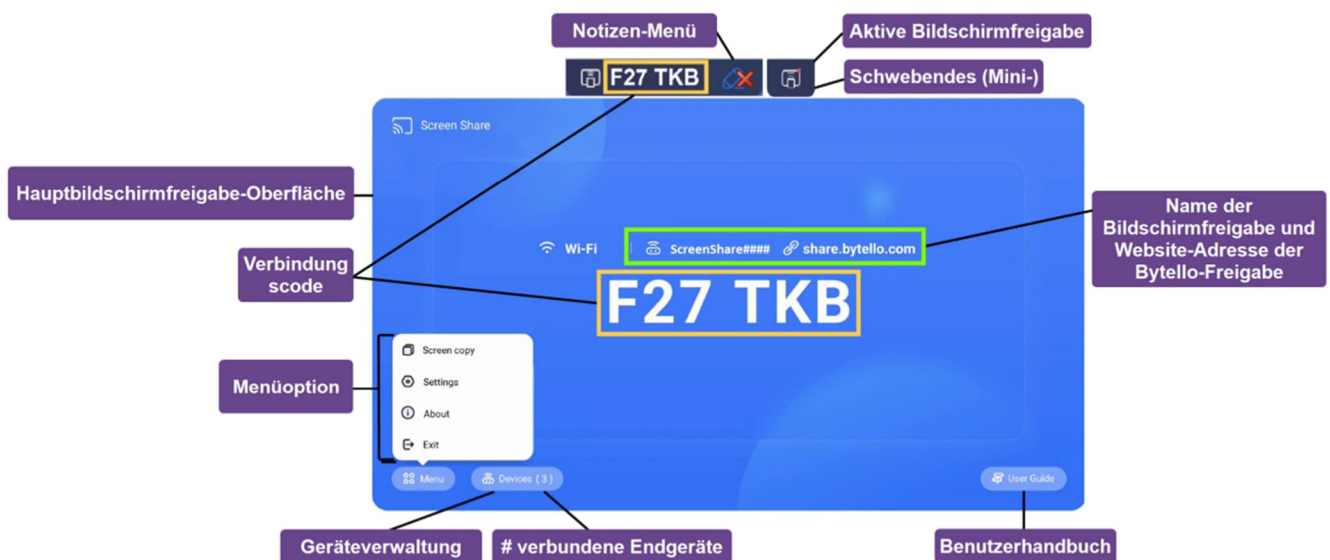 Notizen-Menü
Aktive Bildschirmfreigabe
F27 TKB
Schwebendes (Mini-)
Screen Share
Hauptbildschirmfreigabe-Oberfläche
Name der
Bildschirmfreigabe und
Website-Adresse der
Bytello-Freigabe
Wi-Fi | ScreenShare#### share.bytello.com
Verbindung
scode
F27 TKB
Screen copy
Settings
Menüoption
About
Exit
Menu
Devices ( 3 )
User Guide
Geräteverwaltung
# verbundene Endgeräte
Benutzerhandbuch